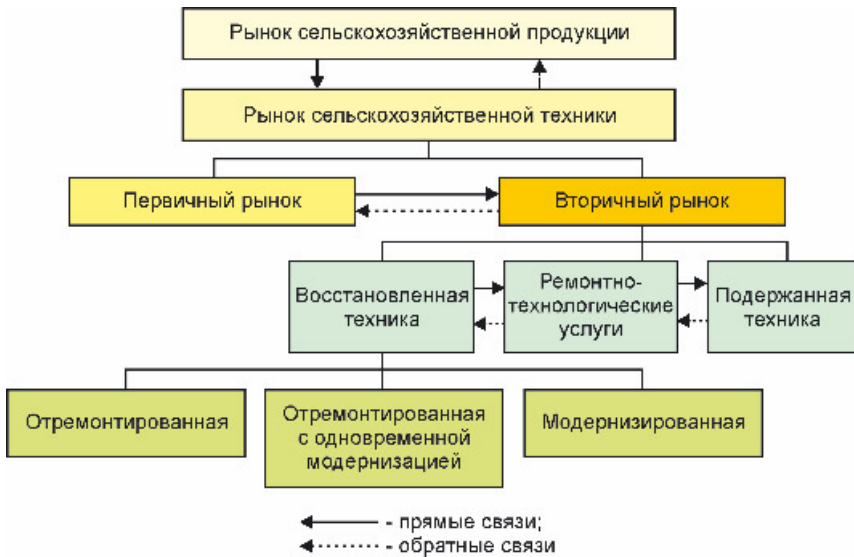 Рынок сельскохозяйственной продукции
Рынок сельскохозяйственной техники
Первичный рынок
Вторичный рынок
Восстановленная
техника
Ремонтно-
технологические
услуги
Подержанная
техника
Отремонтированная
Отремонтированная
с одновременной
модернизацией
Модернизированная
- прямые связи;
- обратные связи